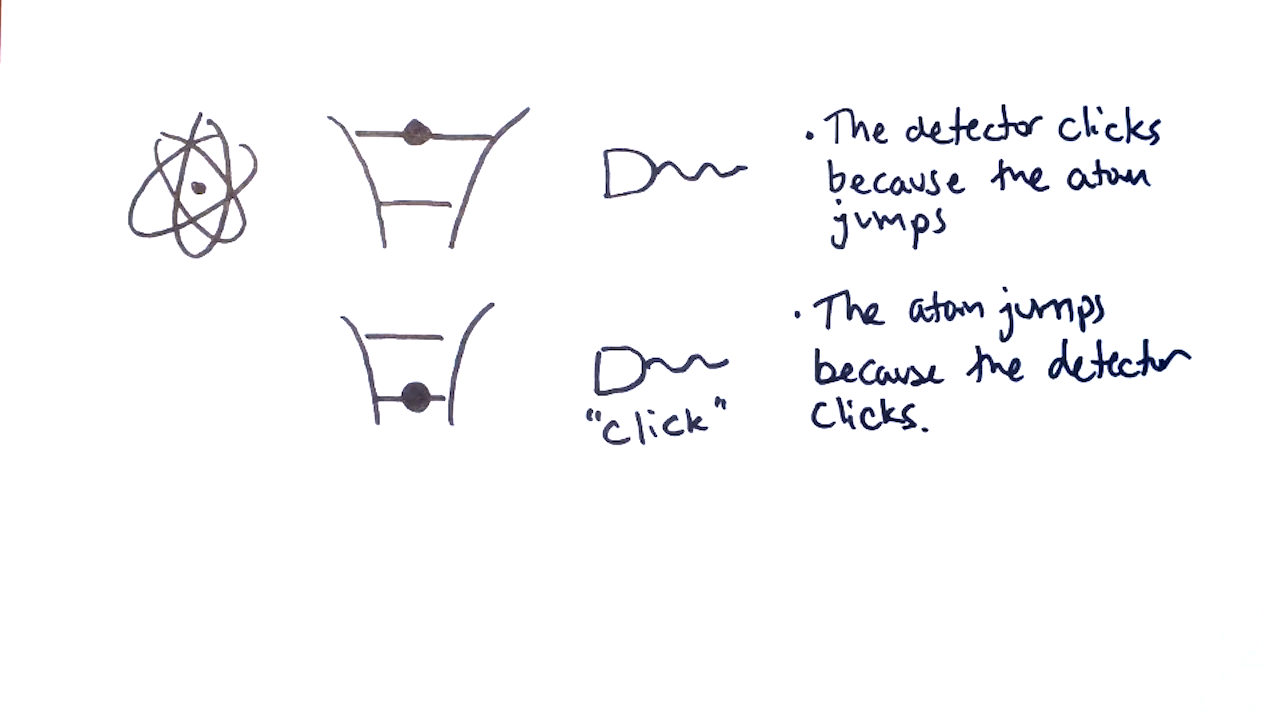 · The detector clicks
because the atom
jumps
· The atom jumps
because the detector
clicks.
"click"